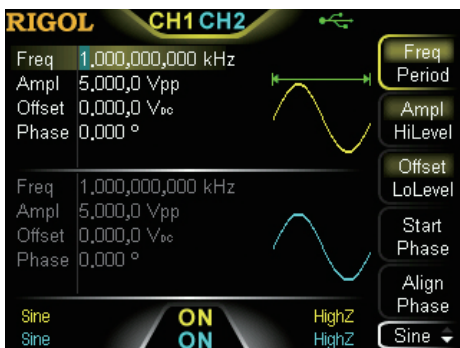 RIGOL CH1 CH2
Freq 1.000,000,000 kHz
Ampl 5.000,0 Vpp
Offset 0.000,0 VDC
Phase 0.000 °
Freq 1.000,000,000 kHz
Ampl 5.000,0 Vpp
Offset 0.000,0 VDC
Phase 0.000 °
Sine ON HighZ
Sine ON HighZ
Freq
Period
Ampl
HiLevel
Offset
LoLevel
Start
Phase
Align
Phase
Sine